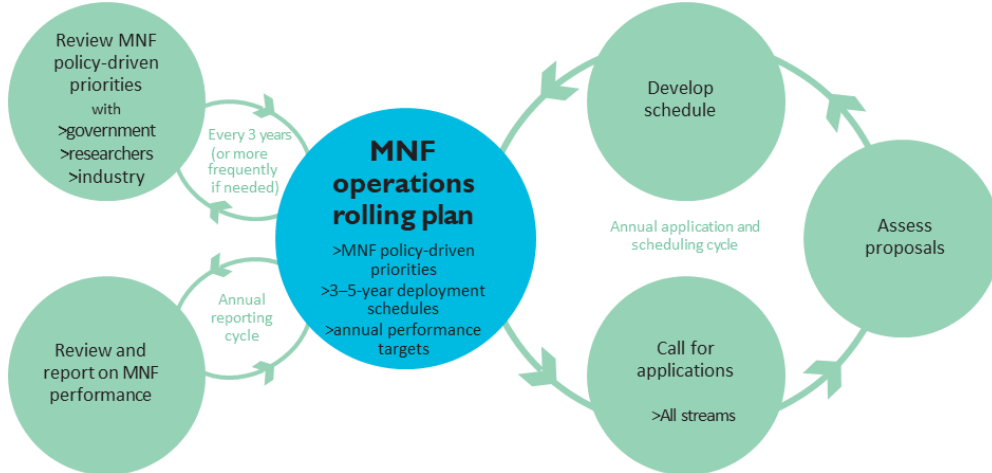 Review MNF
policy-driven
priorities
with
>government
>researchers
>industry
Every 3 years
(or more
frequently
if needed)
Review and
report on MNF
performance
Annual
reporting
cycle
MNF
operations
rolling plan
>MNF policy-driven
priorities
>3–5-year deployment
schedules
>annual performance
targets
Develop
schedule
Annual application and
scheduling cycle
Call for
applications
>All streams
Assess
proposals